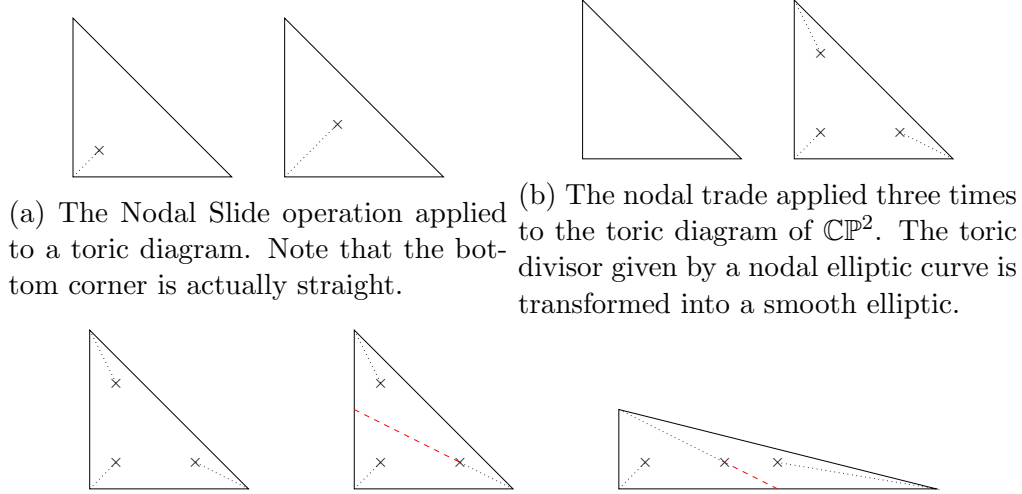 (a) The Nodal Slide operation applied
to a toric diagram. Note that the bot-
tom corner is actually straight.
(b) The nodal trade applied three times
to the toric diagram of ℂℙ². The toric
divisor given by a nodal elliptic curve is
transformed into a smooth elliptic.